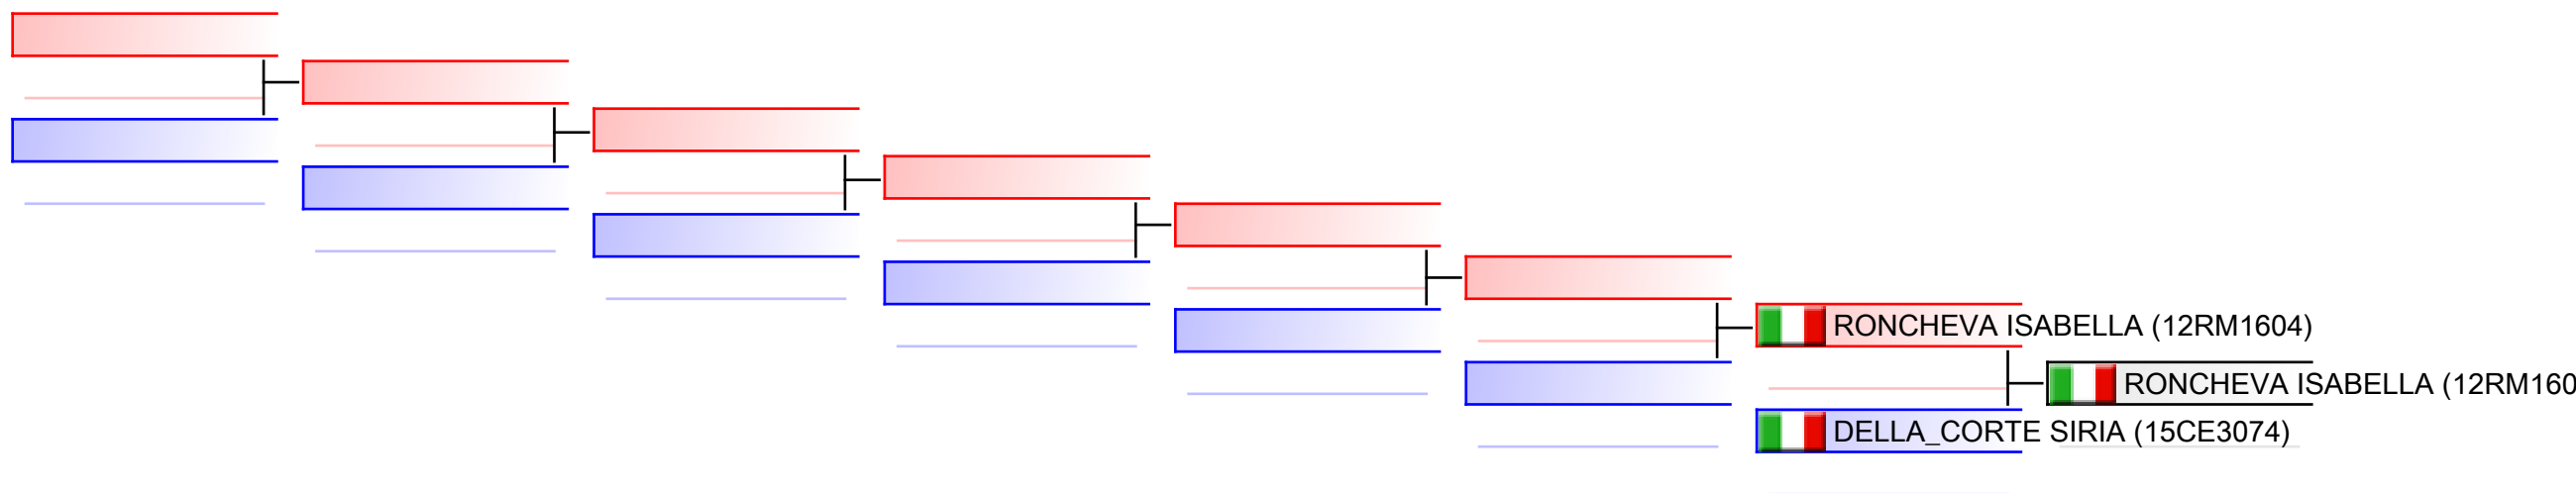 RONCHEVA ISABELLA (12RM1604)
RONCHEVA ISABELLA (12RM160
DELLA_CORTE SIRIA (15CE3074)